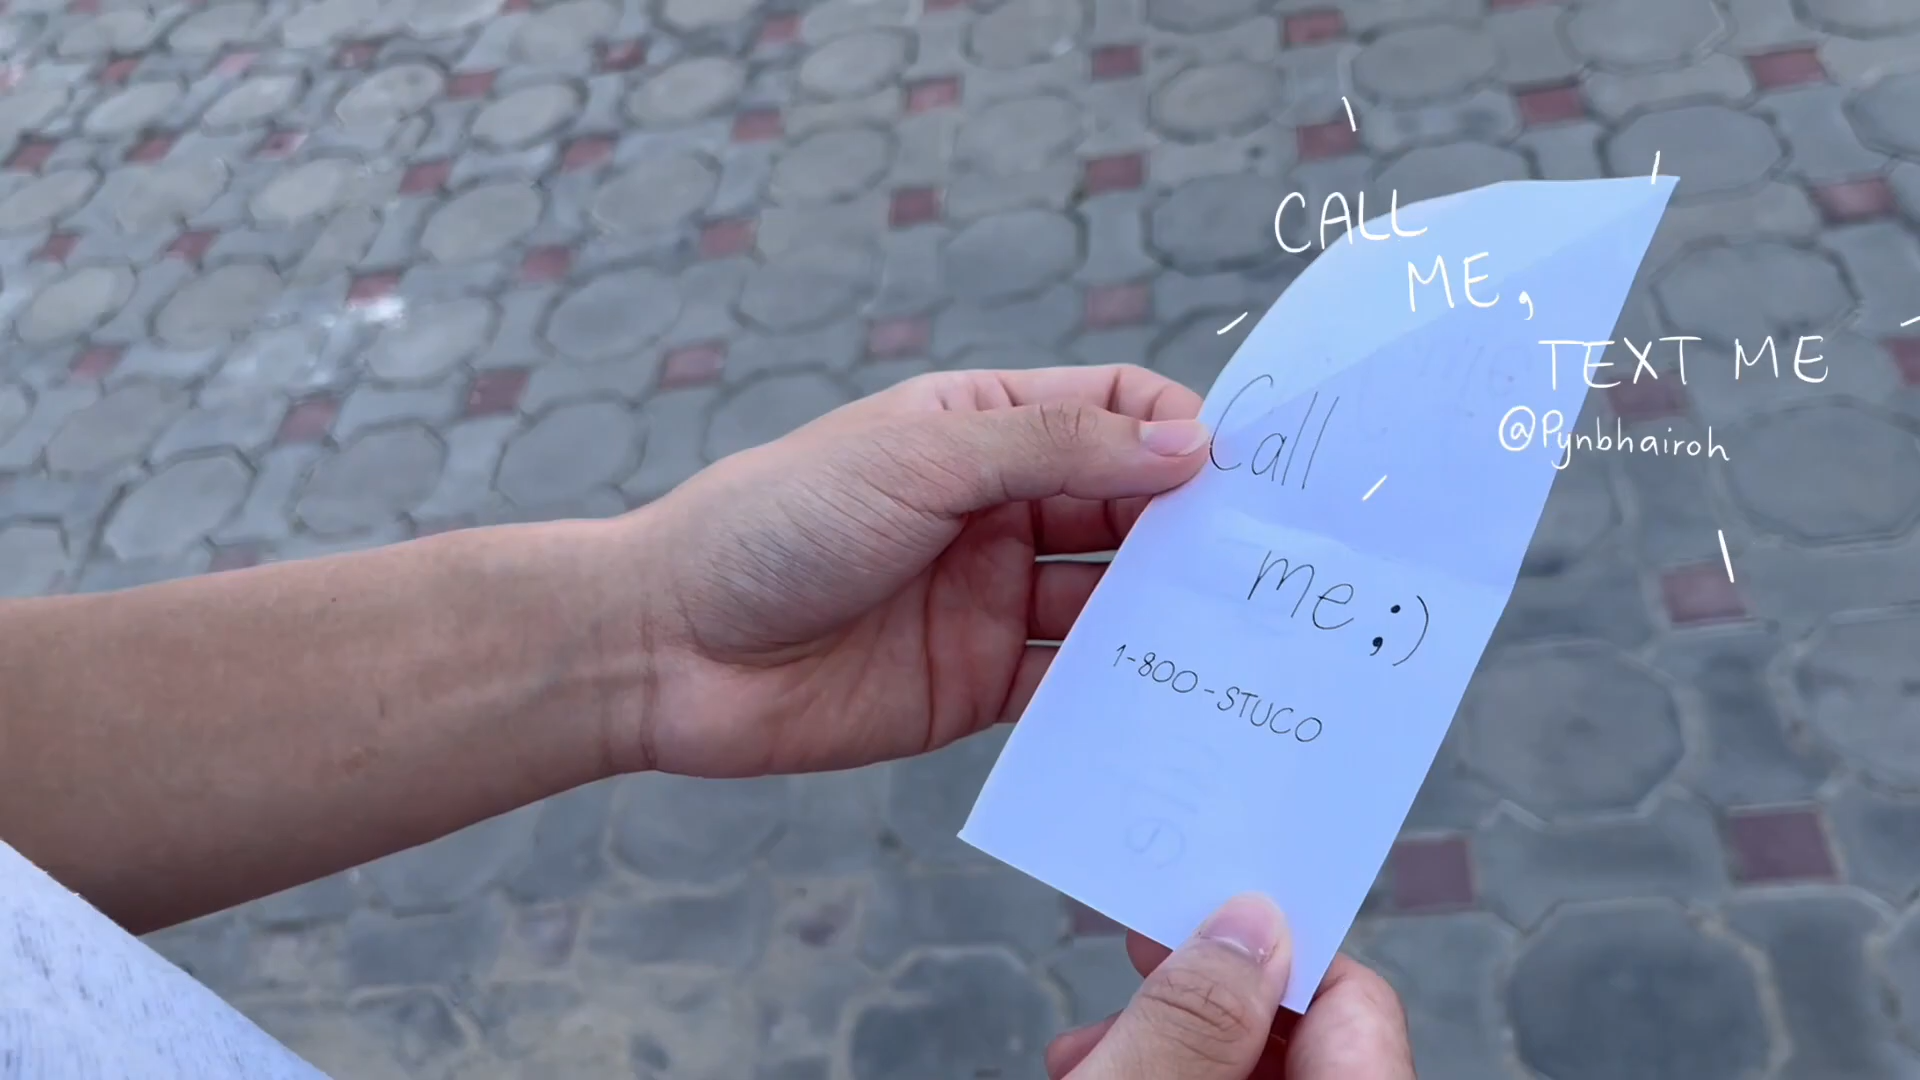 CALL
ME,
TEXT ME
@Pynbhairoh
Call
me ;)
1-800-STUCO